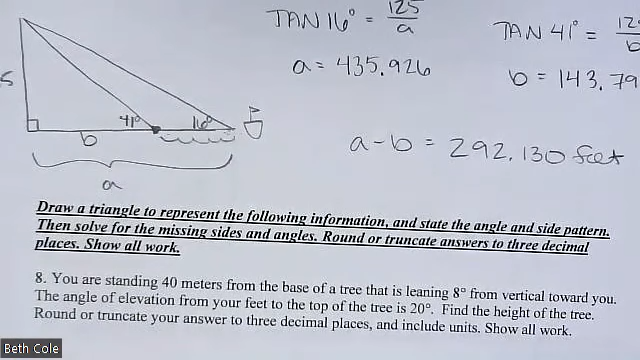 TAN 16° = 125/a
TAN 41° =
a = 435.926
b = 143.79
41°
16°
b
a - b = 292.130 feet
a
Draw a triangle to represent the following information, and state the angle and side pattern.
Then solve for the missing sides and angles. Round or truncate answers to three decimal
places. Show all work.
8. You are standing 40 meters from the base of a tree that is leaning 8° from vertical toward you.
The angle of elevation from your feet to the top of the tree is 20°. Find the height of the tree.
Round or truncate your answer to three decimal places, and include units. Show all work.
Beth Cole